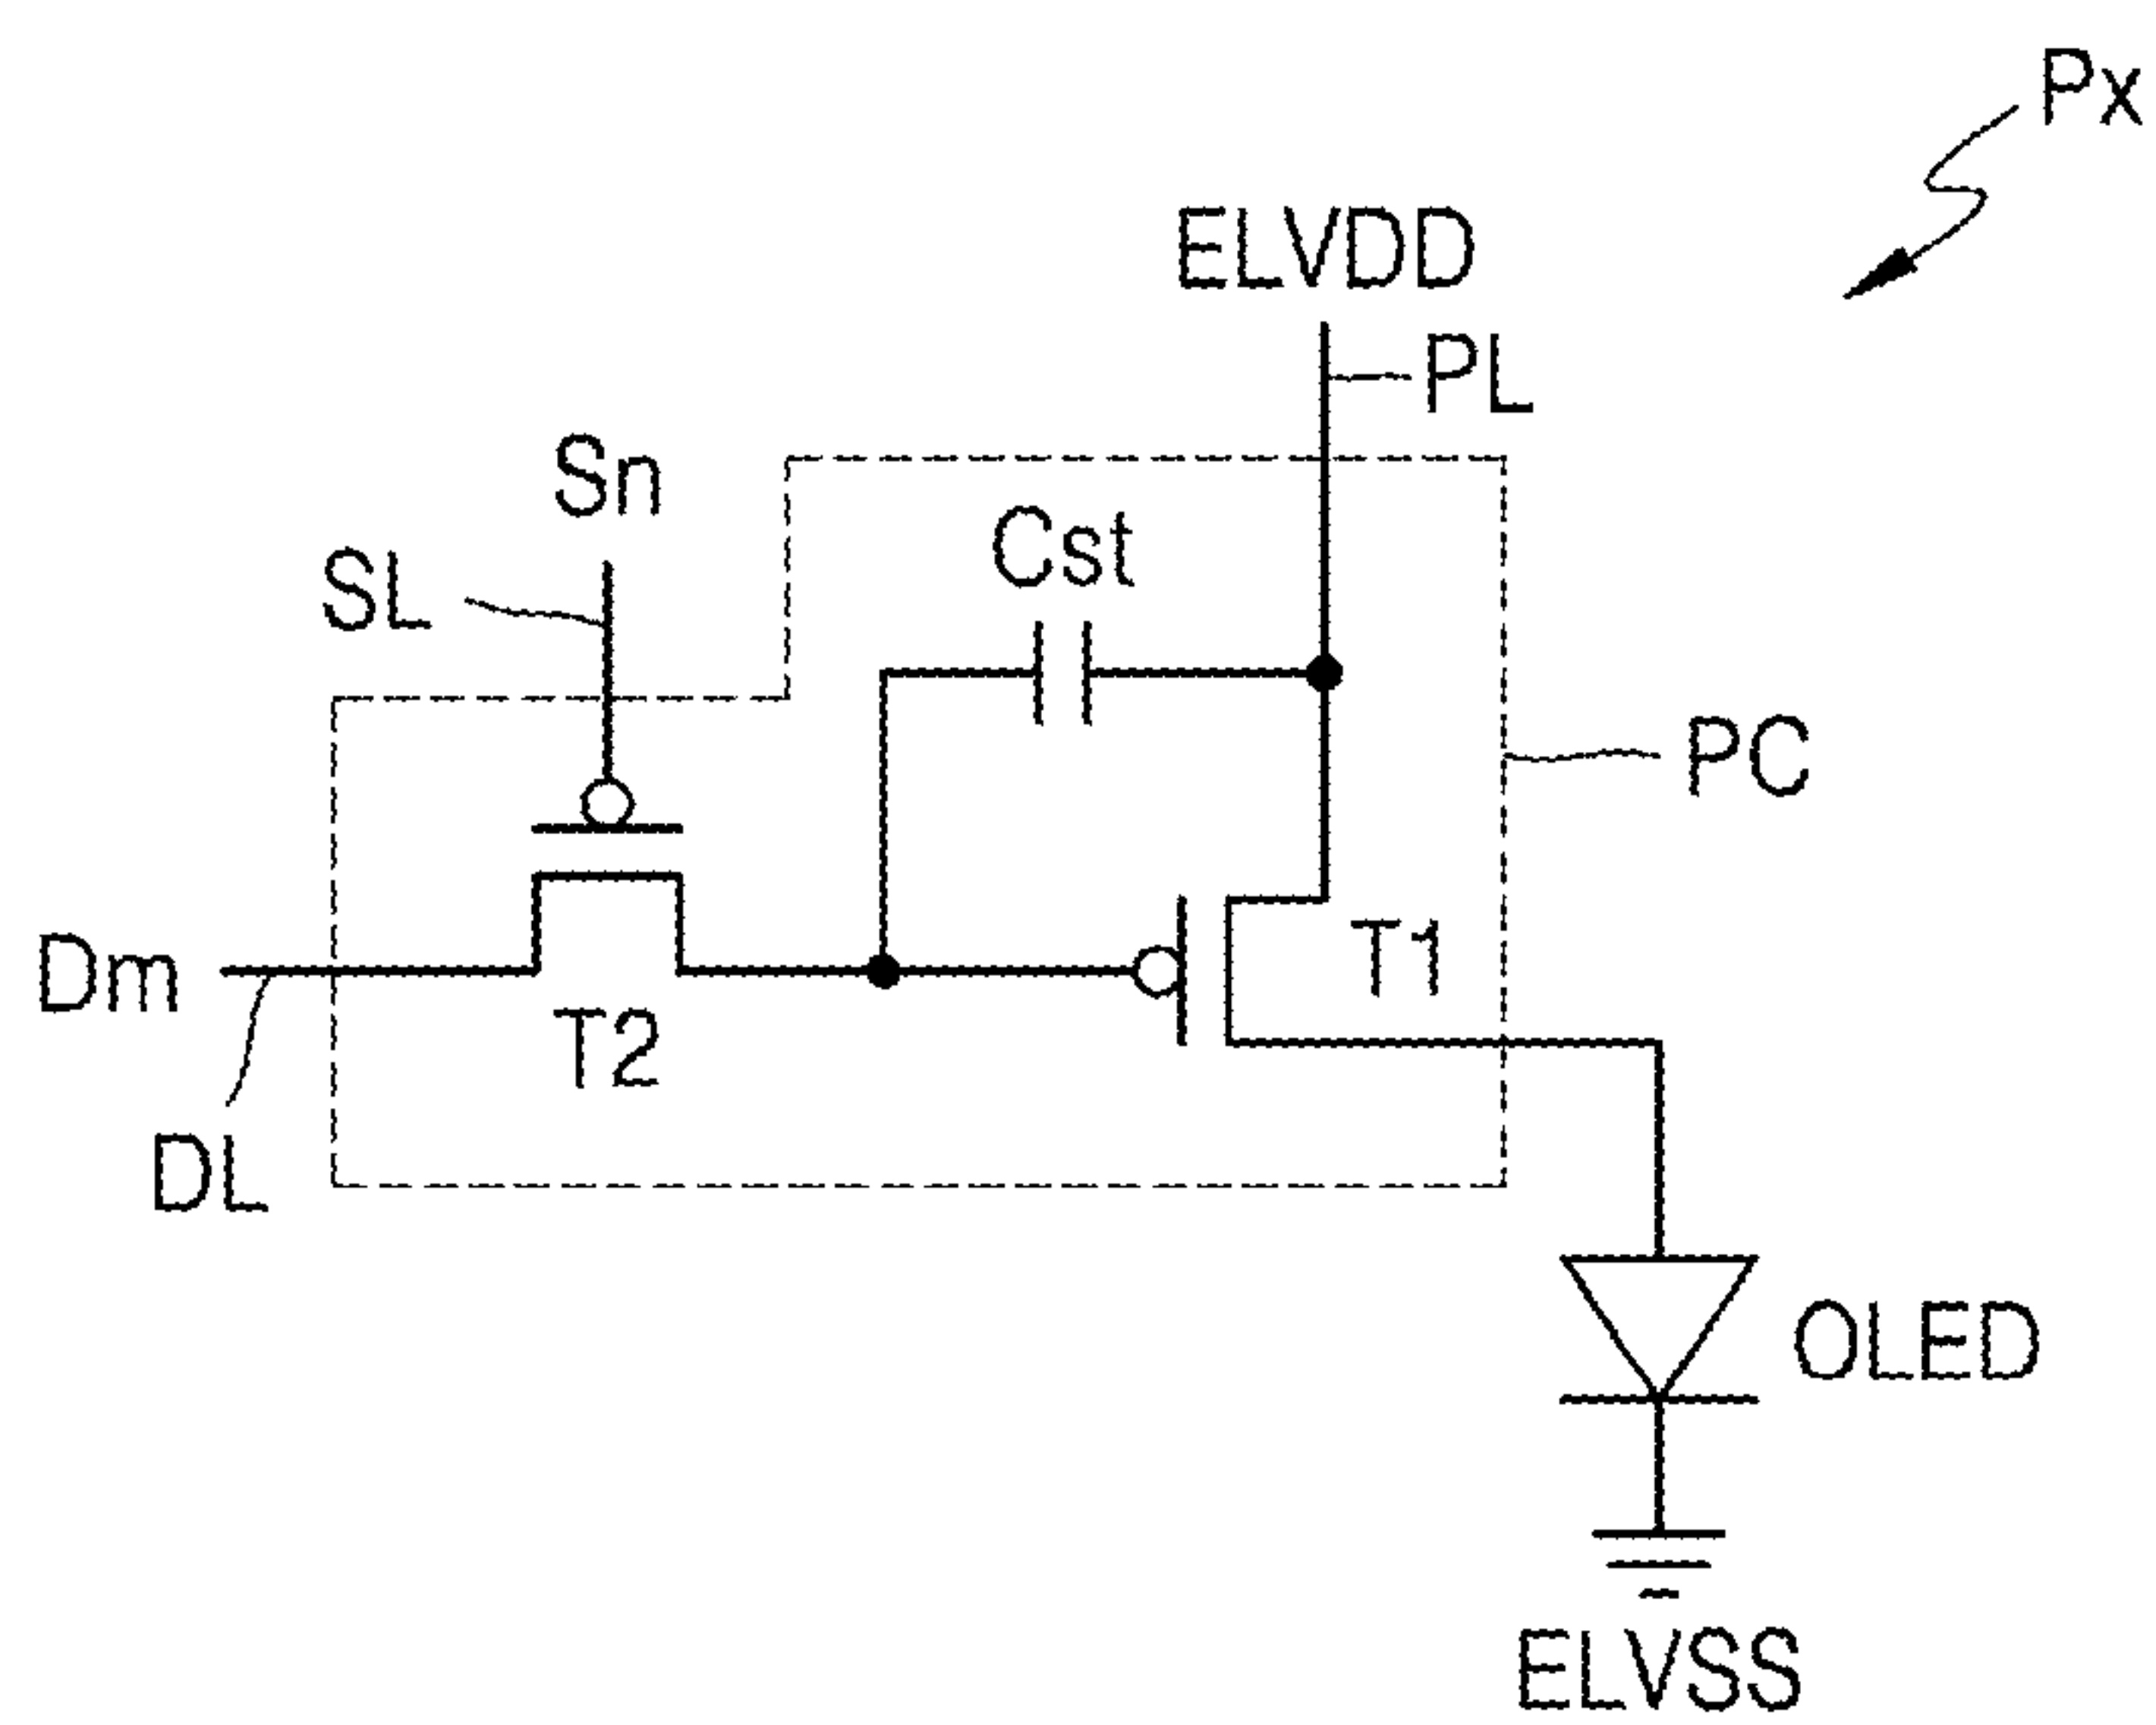 Px
ELVDD
PL
Sn
Cst
SL
PC
T1
Dm
T2
DL
OLED
ELVSS